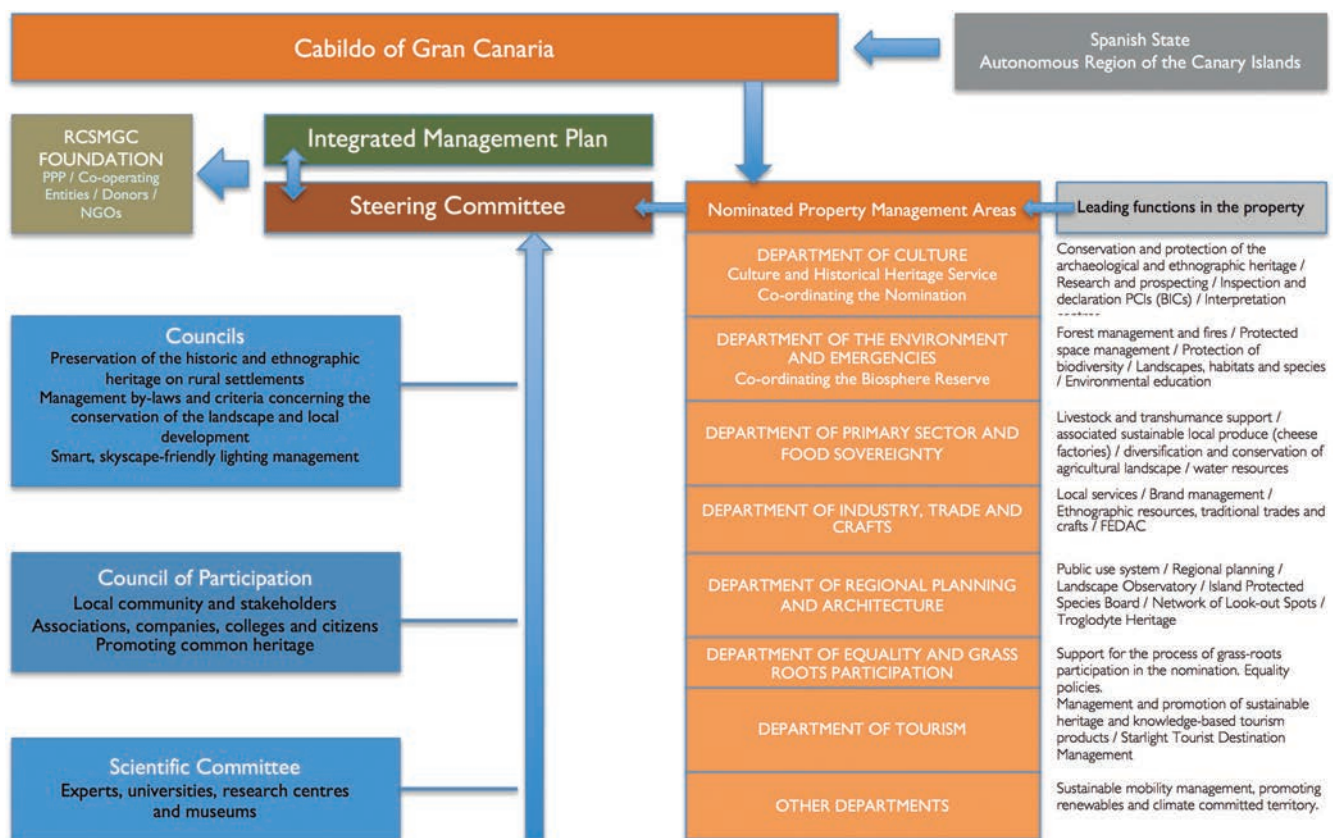 Cabildo of Gran Canaria
Spanish State
Autonomous Region of the Canary Islands
RCSMGC
FOUNDATION
PPP / Co-operating
Entities / Donors /
NGOs
Integrated Management Plan
Steering Committee
Nominated Property Management Areas
Leading functions in the property
DEPARTMENT OF CULTURE
Culture and Historical Heritage Service
Co-ordinating the Nomination
Conservation and protection of the
archaeological and ethnographic heritage /
Research and prospecting / Inspection and
declaration PCIs (BICs) / Interpretation
DEPARTMENT OF THE ENVIRONMENT
AND EMERGENCIES
Co-ordinating the Biosphere Reserve
Forest management and fires / Protected
space management / Protection of
biodiversity / Landscapes, habitats and species
/ Environmental education
DEPARTMENT OF PRIMARY SECTOR AND
FOOD SOVEREIGNTY
Livestock and transhumance support /
associated sustainable local produce (cheese
factories) / diversification and conservation of
agricultural landscape / water resources
DEPARTMENT OF INDUSTRY, TRADE AND
CRAFTS
Local services / Brand management /
Ethnographic resources, traditional trades and
crafts / FEDAC
DEPARTMENT OF REGIONAL PLANNING
AND ARCHITECTURE
Public use system / Regional planning /
Landscape Observatory / Island Protected
Species Board / Network of Look-out Spots /
Troglodyte Heritage
DEPARTMENT OF EQUALITY AND GRASS
ROOTS PARTICIPATION
Support for the process of grass-roots
participation in the nomination. Equality
policies.
DEPARTMENT OF TOURISM
Management and promotion of sustainable
heritage and knowledge-based tourism
products / Starlight Tourist Destination
Management
OTHER DEPARTMENTS
Sustainable mobility management, promoting
renewables and climate committed territory.
Councils
Preservation of the historic and ethnographic
heritage on rural settlements
Management by-laws and criteria concerning the
conservation of the landscape and local
development
Smart, skyscape-friendly lighting management
Council of Participation
Local community and stakeholders
Associations, companies, colleges and citizens
Promoting common heritage
Scientific Committee
Experts, universities, research centres
and museums